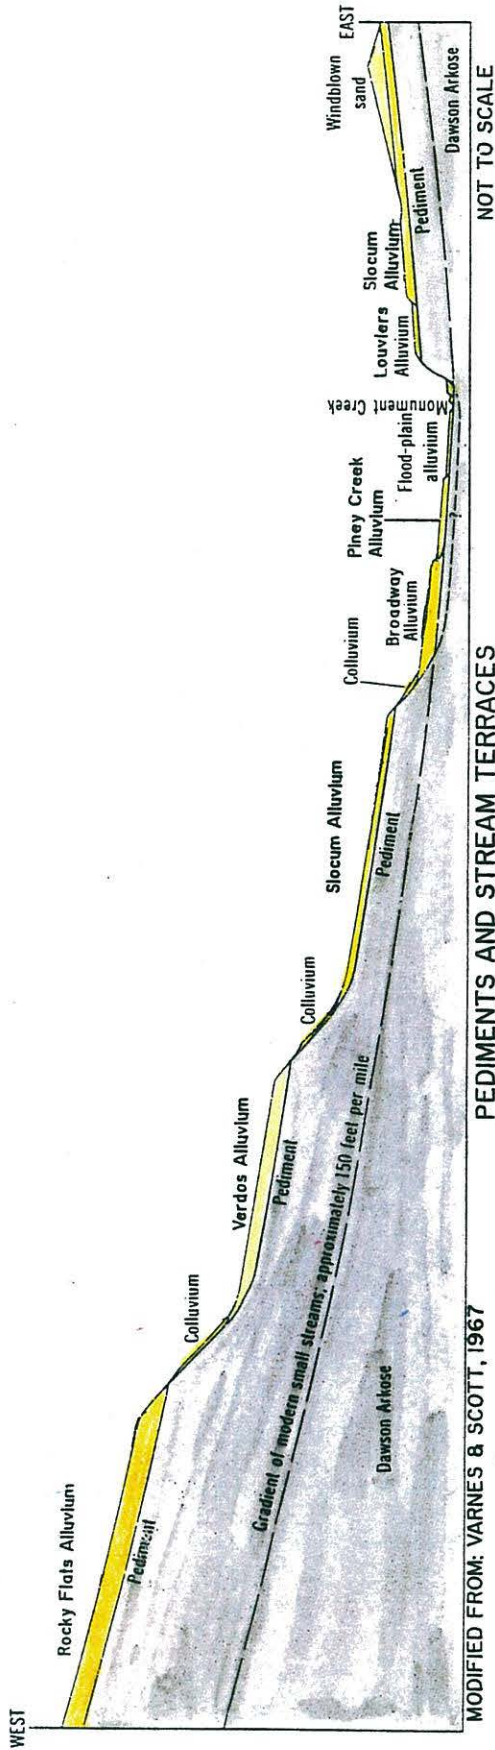 WEST
EAST
Rocky Flats Alluvium
Pediment
Colluvium
Verdos Alluvium
Pediment
Colluvium
Slocum Alluvium
Pediment
Colluvium
Broadway
Alluvium
Piney Creek
Alluvium
Flood-plain
alluvium
Monument Creek
?
Louviers
Alluvium
Slocum
Alluvium
Pediment
Windblown
sand
Dawson Arkose
Gradient of modern small streams; approximately 150 feet per mile
Dawson Arkose
MODIFIED FROM: VARNES & SCOTT, 1967
PEDIMENTS AND STREAM TERRACES
NOT TO SCALE